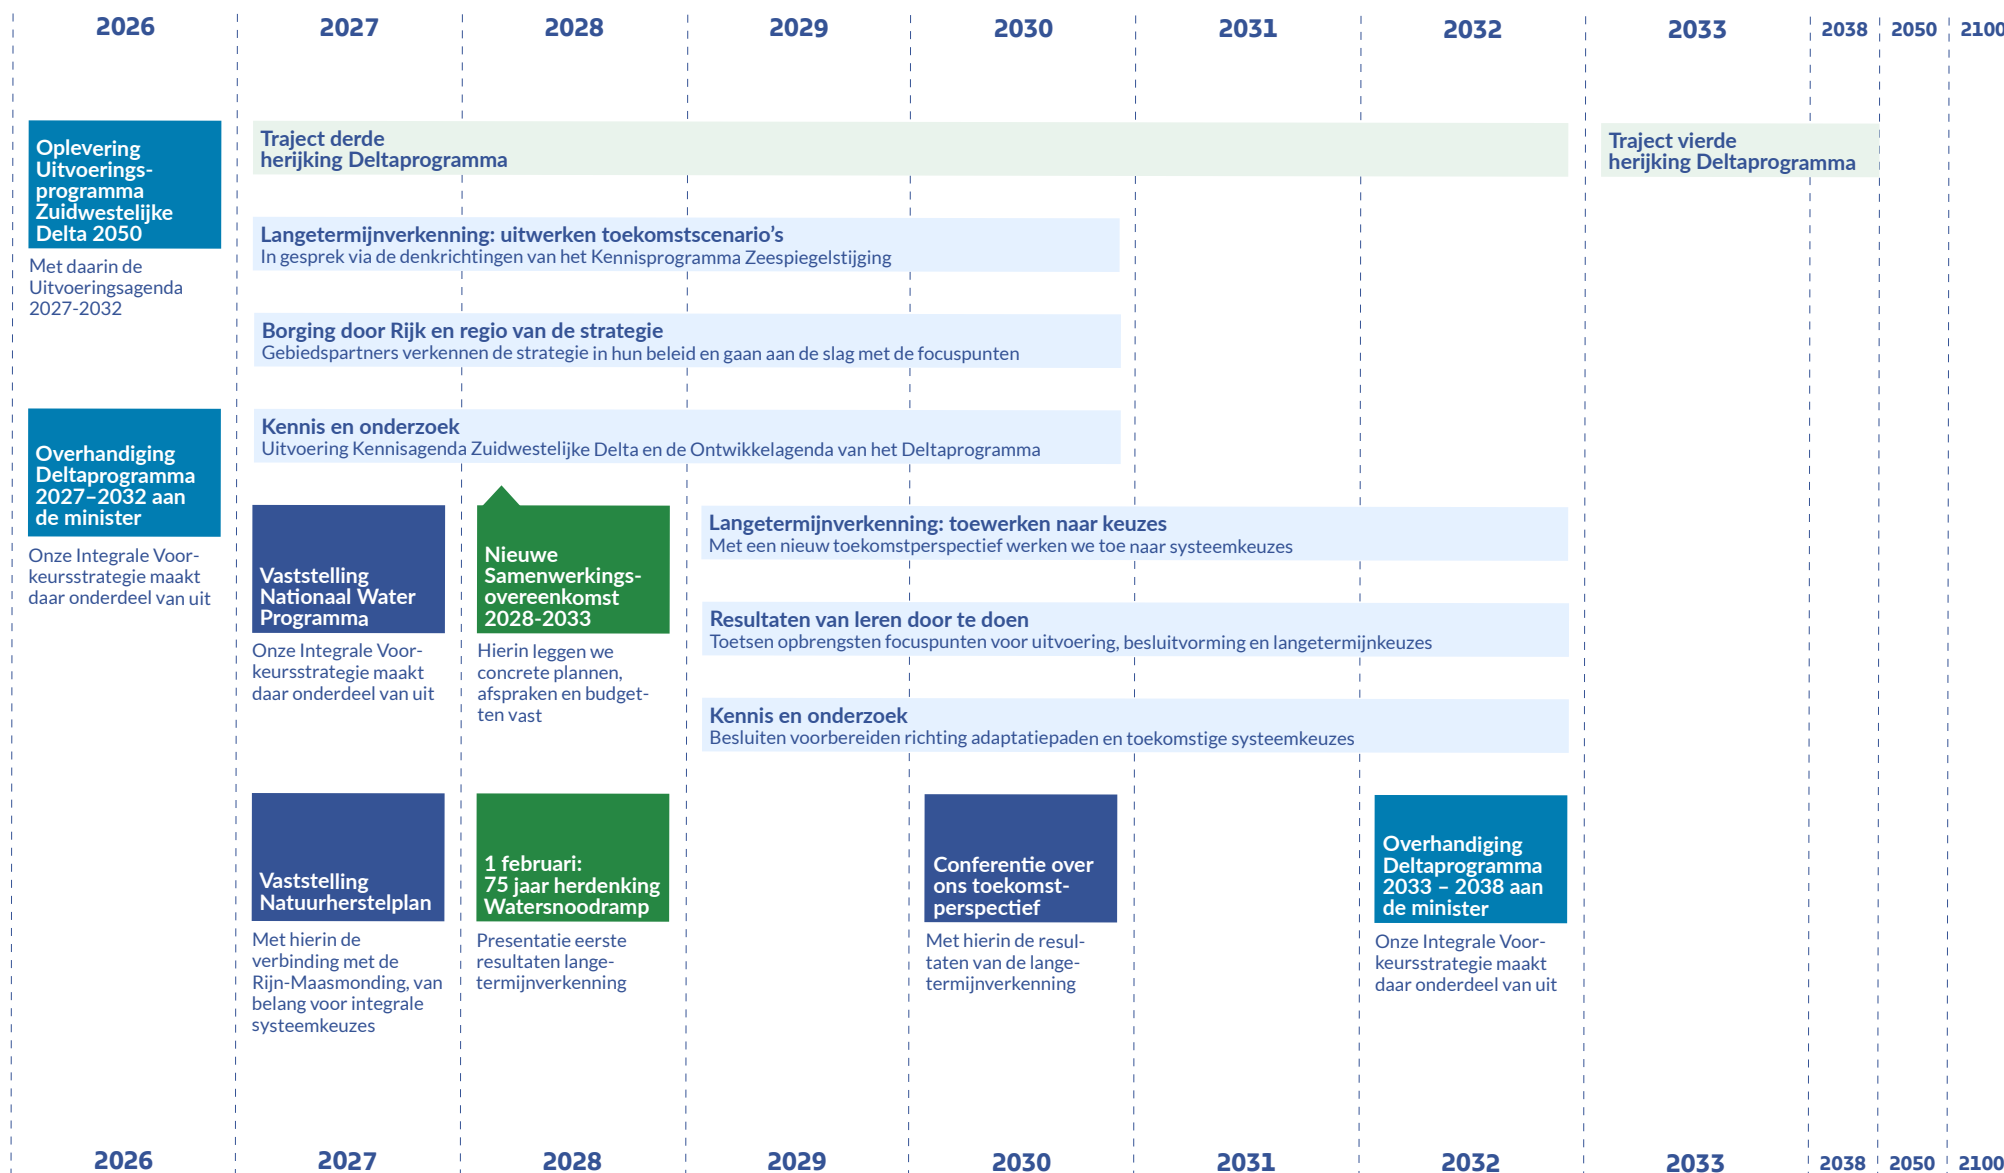 2026 2027 2028 2029 2030 2031 2032 2033 2038 2050 2100
Oplevering
Uitvoerings-
programma
Zuidwestelijke
Delta 2050
Met daarin de
Uitvoeringsagenda
2027-2032
Traject derde
herijking Deltaprogramma
Traject vierde
herijking Deltaprogramma
Langetermijnverkenning: uitwerken toekomstscenario’s
In gesprek via de denkrichtingen van het Kennisprogramma Zeespiegelstijging
Borging door Rijk en regio van de strategie
Gebiedspartners verkennen de strategie in hun beleid en gaan aan de slag met de focuspunten
Overhandiging
Deltaprogramma
2027–2032 aan
de minister
Onze Integrale Voor-
keursstrategie maakt
daar onderdeel van uit
Kennis en onderzoek
Uitvoering Kennisagenda Zuidwestelijke Delta en de Ontwikkelagenda van het Deltaprogramma
Vaststelling
Nationaal Water
Programma
Onze Integrale Voor-
keursstrategie maakt
daar onderdeel van uit
Nieuwe
Samenwerkings-
overeenkomst
2028-2033
Hierin leggen we
concrete plannen,
afspraken en budget-
ten vast
Langetermijnverkenning: toewerken naar keuzes
Met een nieuw toekomstperspectief werken we toe naar systeemkeuzes
Resultaten van leren door te doen
Toetsen opbrengsten focuspunten voor uitvoering, besluitvorming en langetermijnkeuzes
Kennis en onderzoek
Besluiten voorbereiden richting adaptatiepaden en toekomstige systeemkeuzes
Vaststelling
Natuurherstelplan
Met hierin de
verbinding met de
Rijn-Maasmonding, van
belang voor integrale
systeemkeuzes
1 februari:
75 jaar herdenking
Watersnoodramp
Presentatie eerste
resultaten lange-
termijnverkenning
Conferentie over
ons toekomst-
perspectief
Met hierin de resul-
taten van de lange-
termijnverkenning
Overhandiging
Deltaprogramma
2033 – 2038 aan
de minister
Onze Integrale Voor-
keursstrategie maakt
daar onderdeel van uit
2026 2027 2028 2029 2030 2031 2032 2033 2038 2050 2100